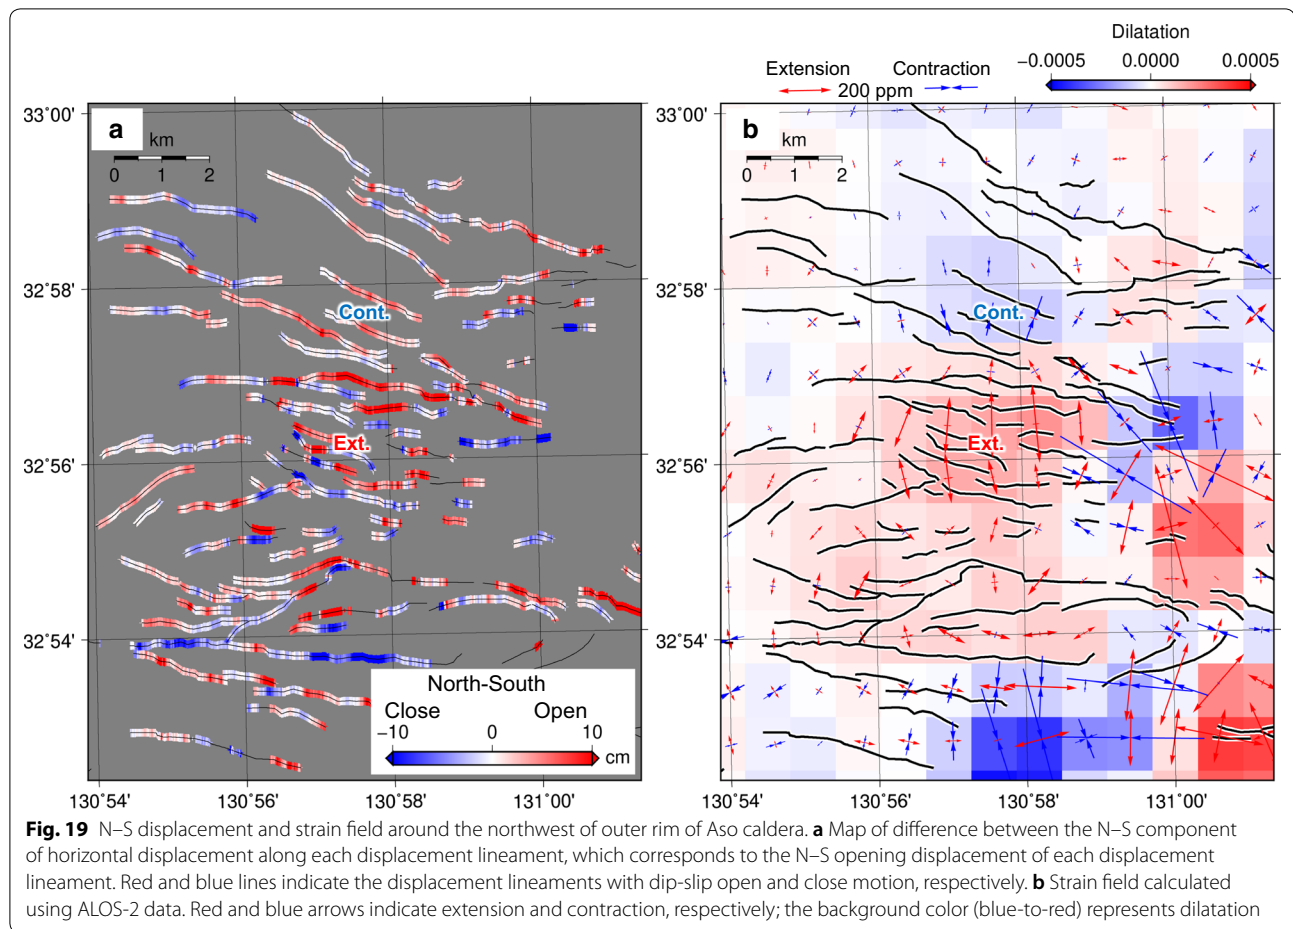 Dilatation
−0.0005 0.0000 0.0005
Extension Contraction
200 ppm
a
km
0 1 2
b
km
0 1 2
33°00'
32°58'
32°56'
32°54'
33°00'
32°58'
32°56'
32°54'
Cont.
Ext.
Cont.
Ext.
North-South
Close Open
−10 0 10 cm
130°54' 130°56' 130°58' 131°00'
130°54' 130°56' 130°58' 131°00'
Fig. 19 N–S displacement and strain field around the northwest of outer rim of Aso caldera. a Map of difference between the N–S component
of horizontal displacement along each displacement lineament, which corresponds to the N–S opening displacement of each displacement
lineament. Red and blue lines indicate the displacement lineaments with dip-slip open and close motion, respectively. b Strain field calculated
using ALOS-2 data. Red and blue arrows indicate extension and contraction, respectively; the background color (blue-to-red) represents dilatation